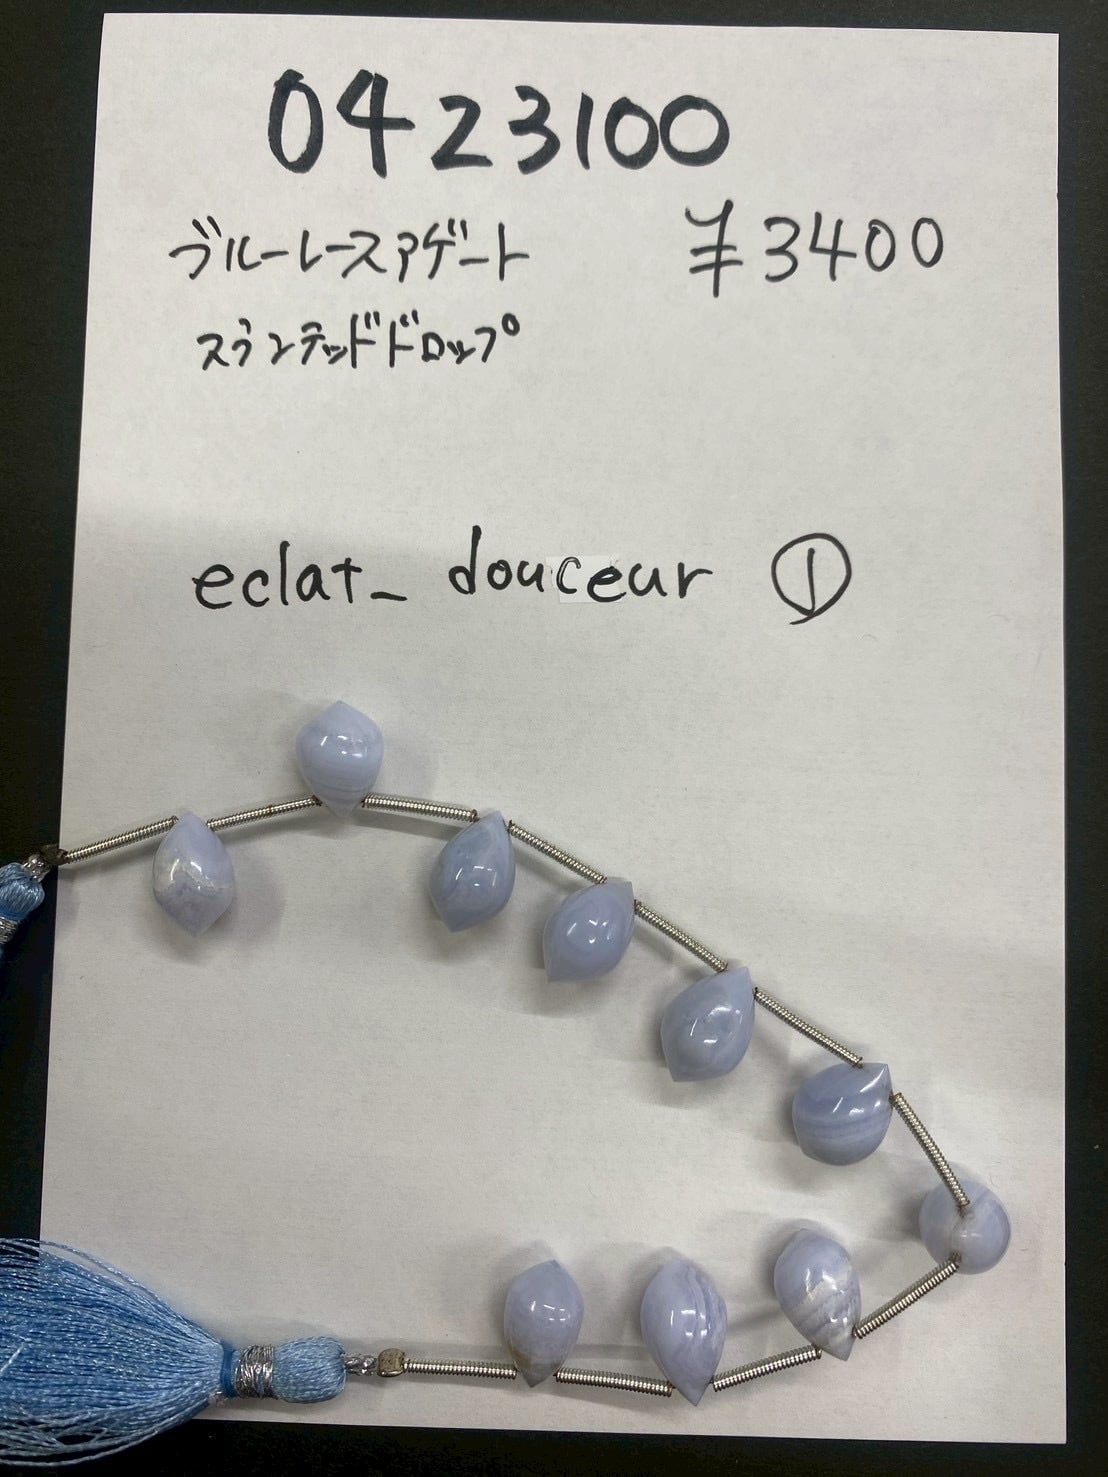 0423100
ブルーレースアゲート ¥3400
スランテッドドロップ
eclat_ douceur ①